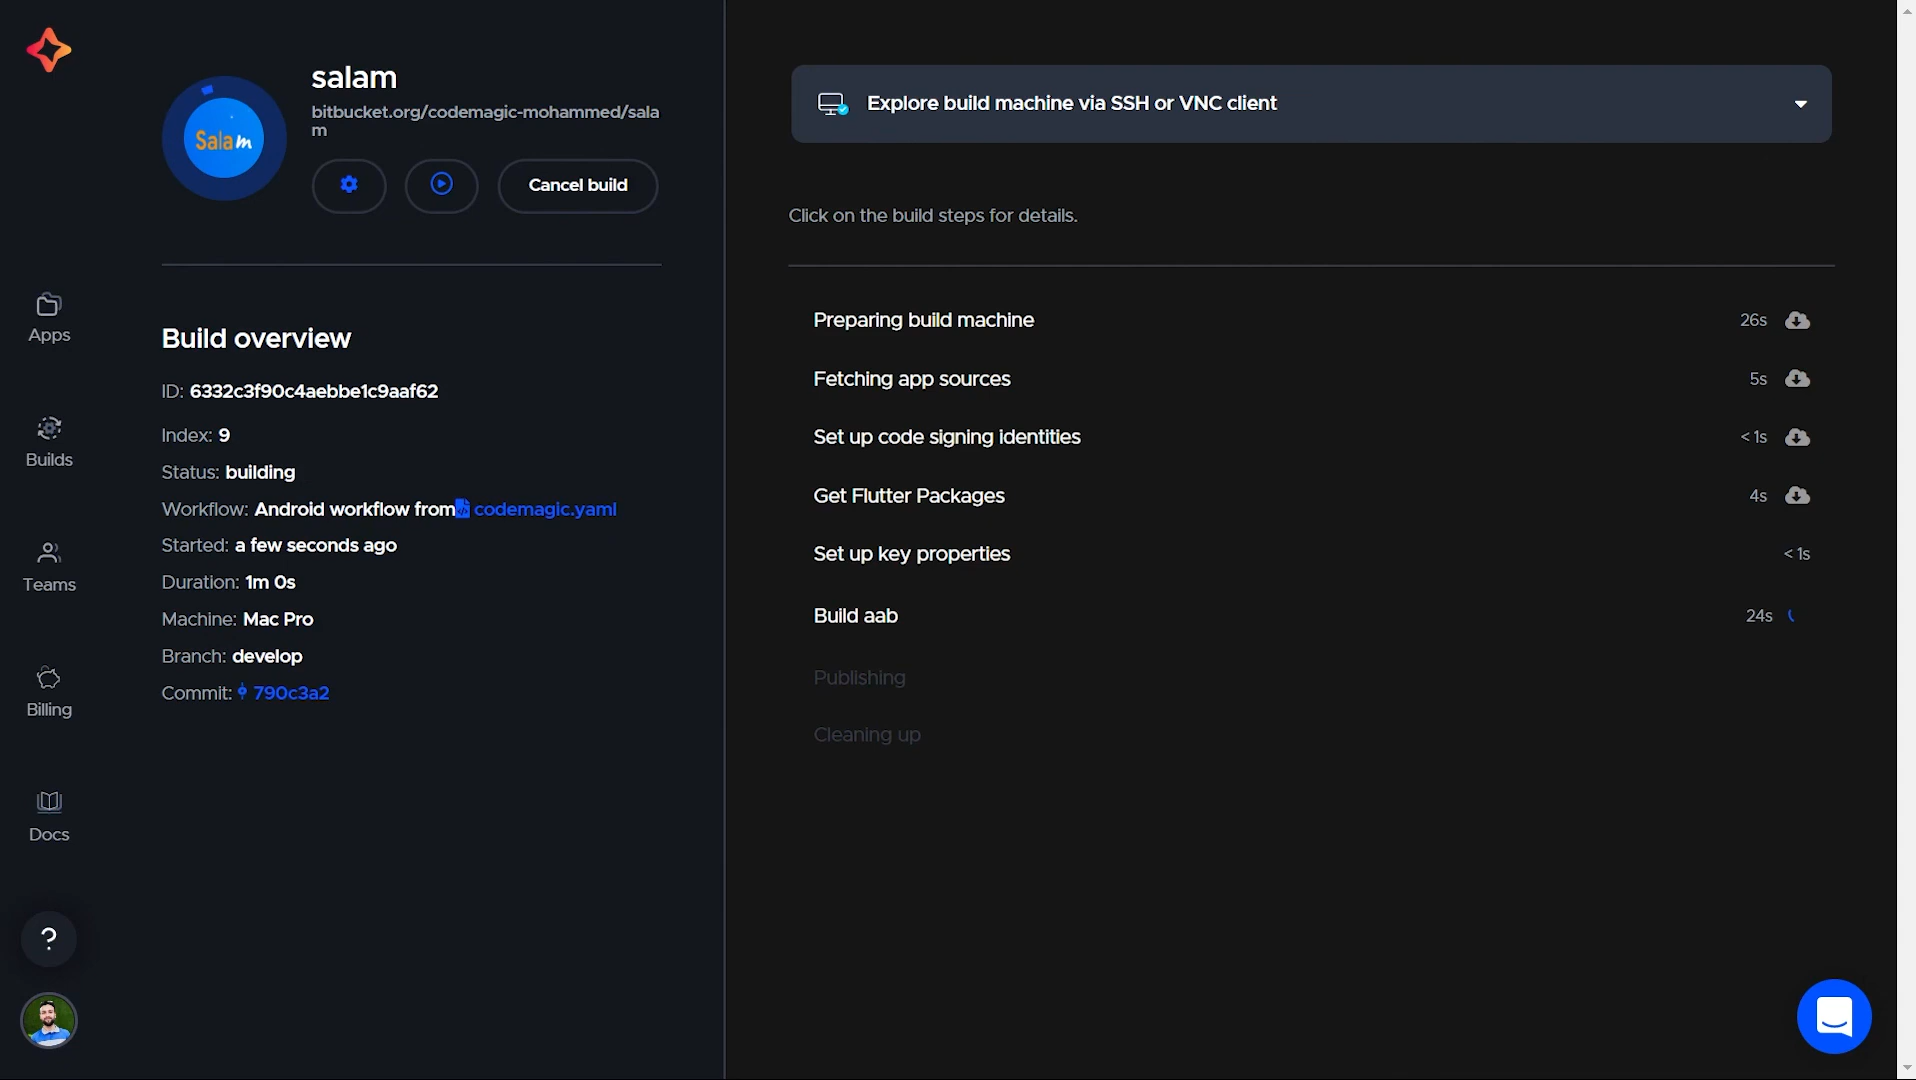 salam
bitbucket.org/codemagic-mohammed/sala
m
Salam
Cancel build
Apps
Builds
Teams
Billing
Docs
?
Build overview
ID: 6332c3f90c4aebbe1c9aaf62
Index: 9
Status: building
Workflow: Android workflow from codemagic.yaml
Started: a few seconds ago
Duration: 1m 0s
Machine: Mac Pro
Branch: develop
Commit: 790c3a2
Explore build machine via SSH or VNC client
Click on the build steps for details.
Preparing build machine 26s
Fetching app sources 5s
Set up code signing identities < 1s
Get Flutter Packages 4s
Set up key properties < 1s
Build aab 24s
Publishing
Cleaning up